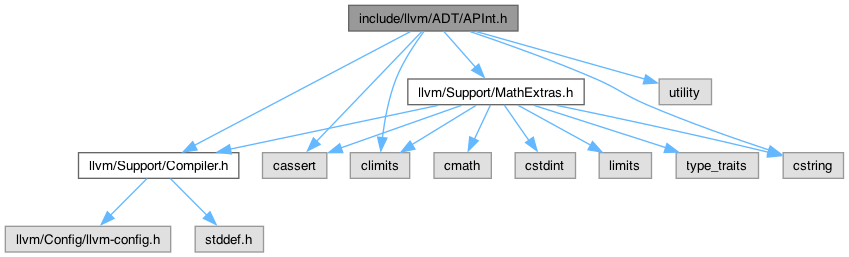 include/llvm/ADT/APInt.h
llvm/Support/MathExtras.h
utility
llvm/Support/Compiler.h
cassert
climits
cmath
cstdint
limits
type_traits
cstring
llvm/Config/llvm-config.h
stddef.h